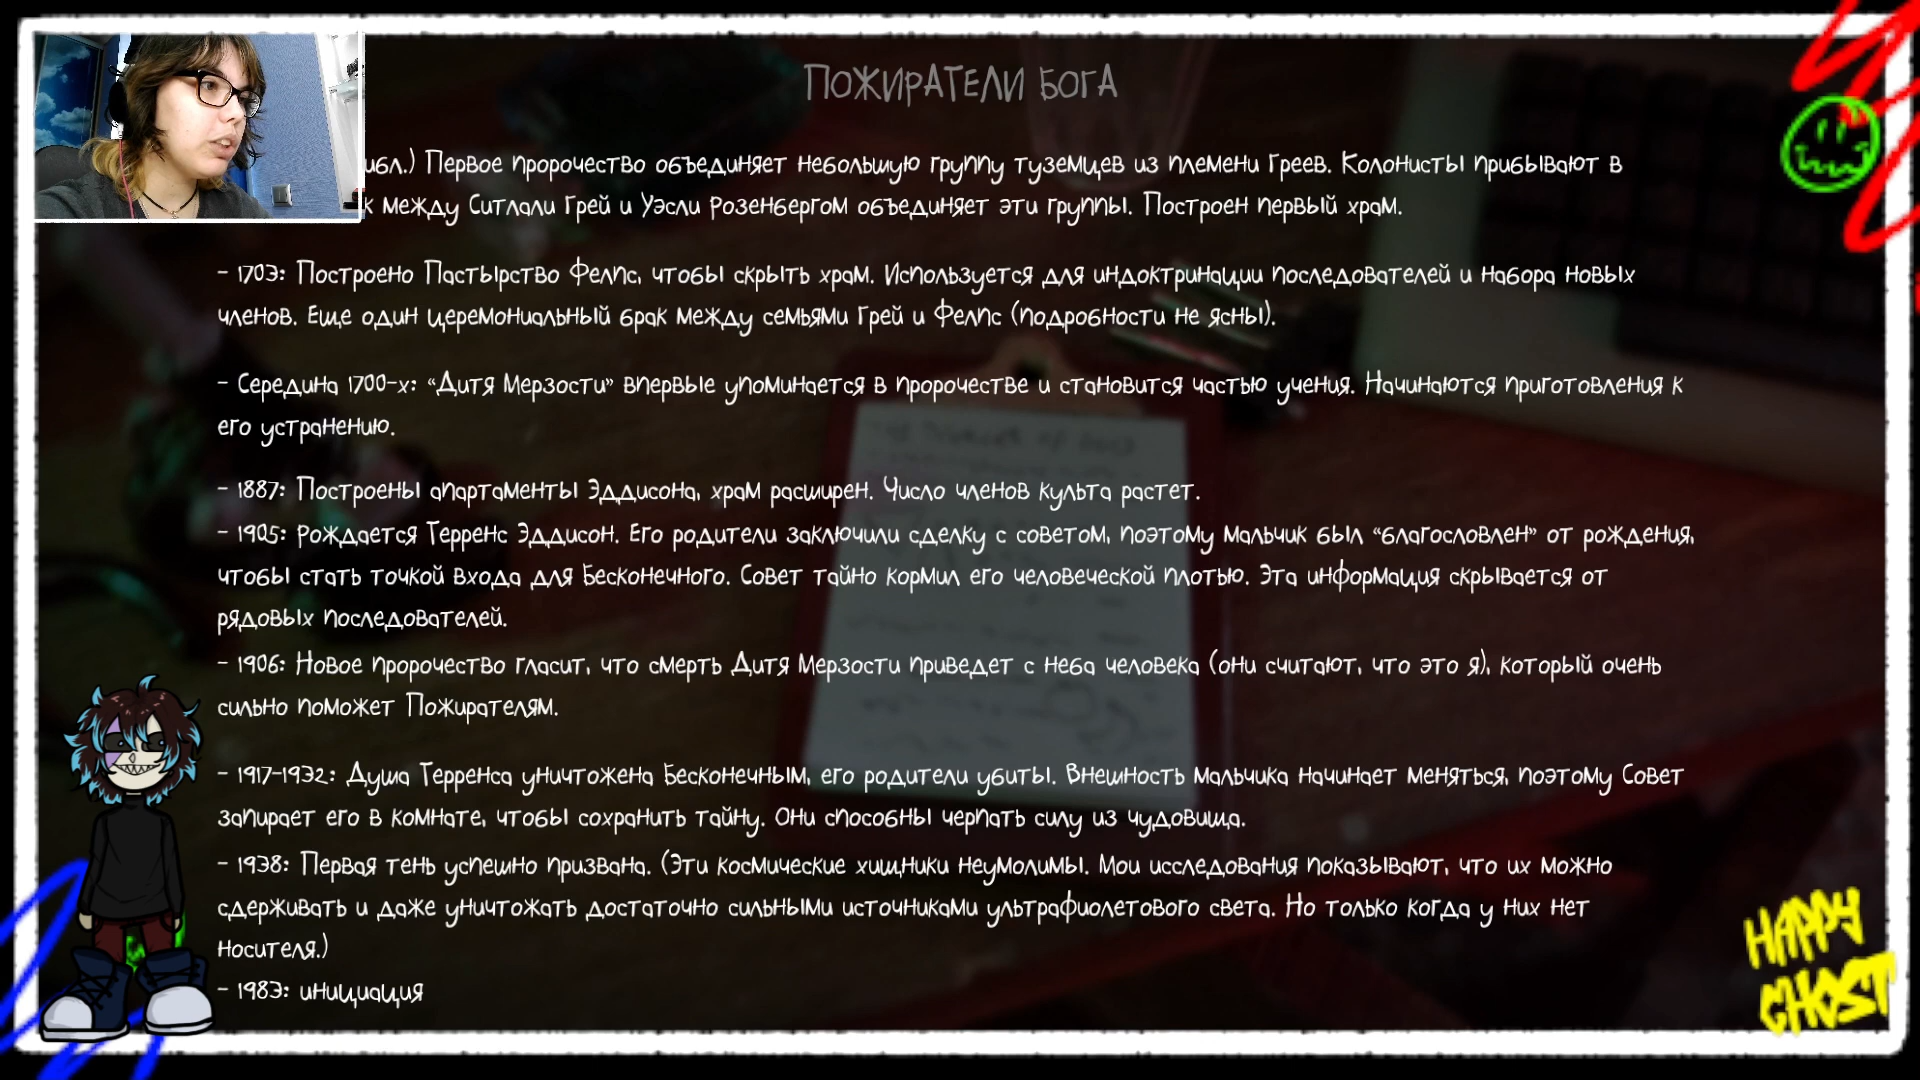 ПОЖИРАТЕЛИ БОГА
Первое пророчество объединяет небольшую группу туземцев из племени Греев. Колонисты прибывают в
между Ситлали Грей и Уэсли Розенбергом объединяет эти группы. Построен первый храм.
- 1703: Построено Пастырство Фелпс, чтобы скрыть храм. Используется для индоктринации последователей и набора новых
членов. Еще один церемониальный брак между семьями Грей и Фелпс (подробности не ясны).
- Середина 1700-х: “Дитя Мерзости” впервые упоминается в пророчестве и становится частью учения. Начинаются приготовления к
его устранению.
- 1887: Построены апартаменты Эддисона, храм расширен. Число членов культа растет.
- 1905: Рождается Терренс Эддисон. Его родители заключили сделку с советом, поэтому мальчик был “благословлен” от рождения,
чтобы стать точкой входа для Бесконечного. Совет тайно кормил его человеческой плотью. Эта информация скрывается от
рядовых последователей.
- 1906: Новое пророчество гласит, что смерть Дитя Мерзости приведет с неба человека (они считают, что это я), который очень
сильно поможет Пожирателям.
- 1917-1932: Душа Терренса уничтожена Бесконечным, его родители убиты. Внешность мальчика начинает меняться, поэтому Совет
запирает его в комнате, чтобы сохранить тайну. Они способны черпать силу из чудовища.
- 1938: Первая тень успешно призвана. (Эти космические хищники неумолимы. Мои исследования показывают, что их можно
сдерживать и даже уничтожать достаточно сильными источниками ультрафиолетового света. Но только когда у них нет
носителя.)
- 1983: инициация
HAPPY
GHOST